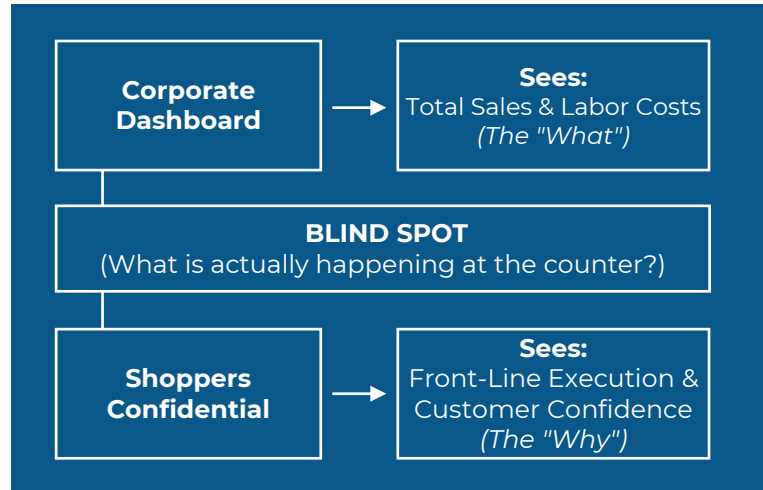 Corporate
Dashboard
Sees:
Total Sales & Labor Costs
(The "What")
BLIND SPOT
(What is actually happening at the counter?)
Shoppers
Confidential
Sees:
Front-Line Execution &
Customer Confidence
(The "Why")